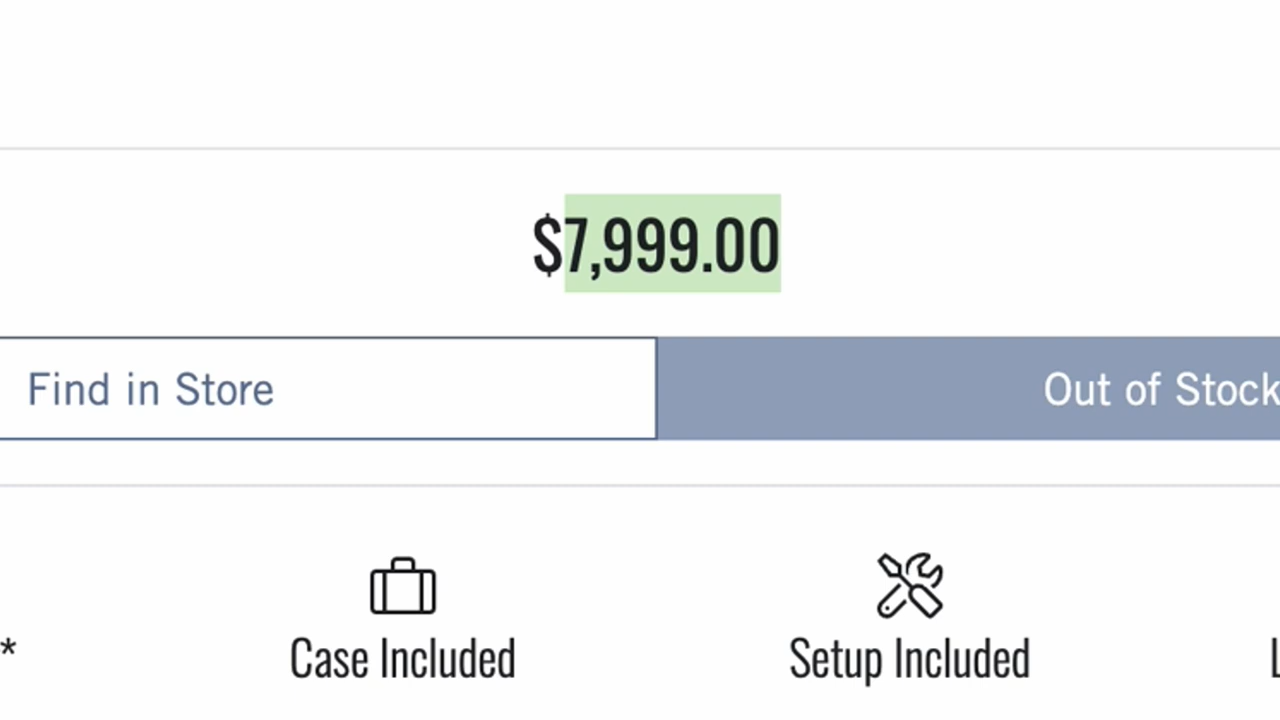 $7,999.00
Find in Store
Out of Stock
*
Case Included
Setup Included